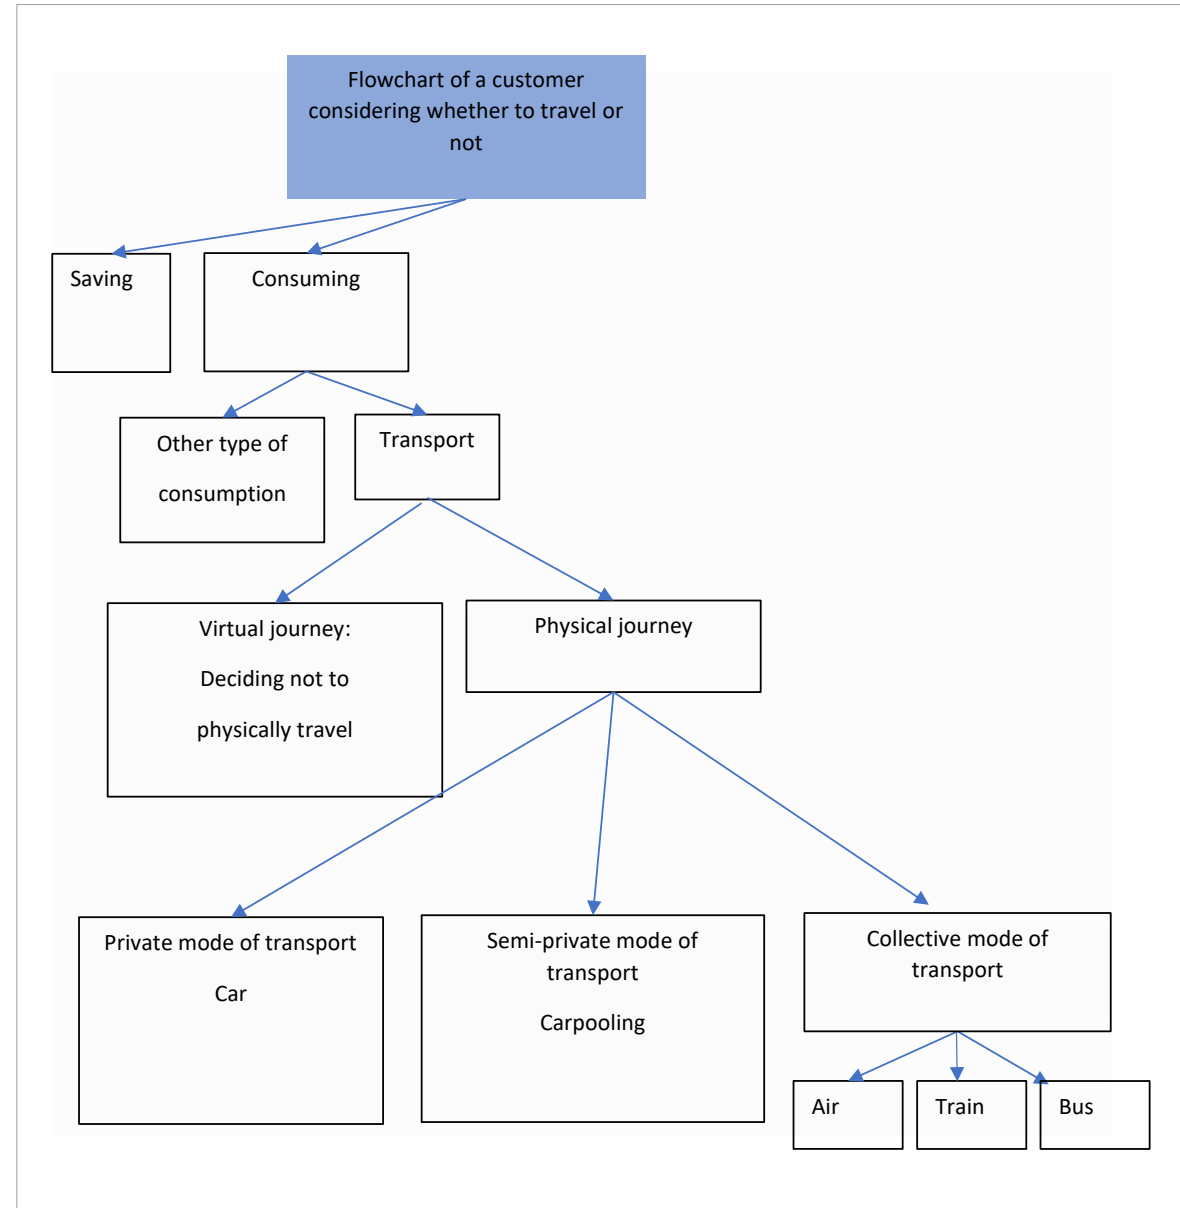 Flowchart of a customer
considering whether to travel or
not
Saving
Consuming
Other type of
consumption
Transport
Virtual journey:
Deciding not to
physically travel
Physical journey
Private mode of transport
Car
Semi-private mode of
transport
Carpooling
Collective mode of
transport
Air
Train
Bus